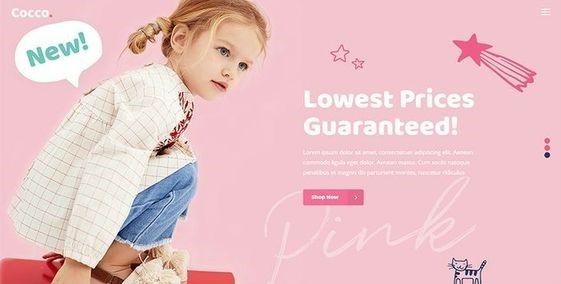 Cocco.
New!
Lowest Prices
Guaranteed!
Lorem ipsum dolor sit amet, consectetuer adipiscing elit. Aenean
commodo ligula eget dolor. Aenean massa. Cum sociis natoque
penatibus et magnis dis parturient montes, nascetur ridiculus
Shop Now
Pink